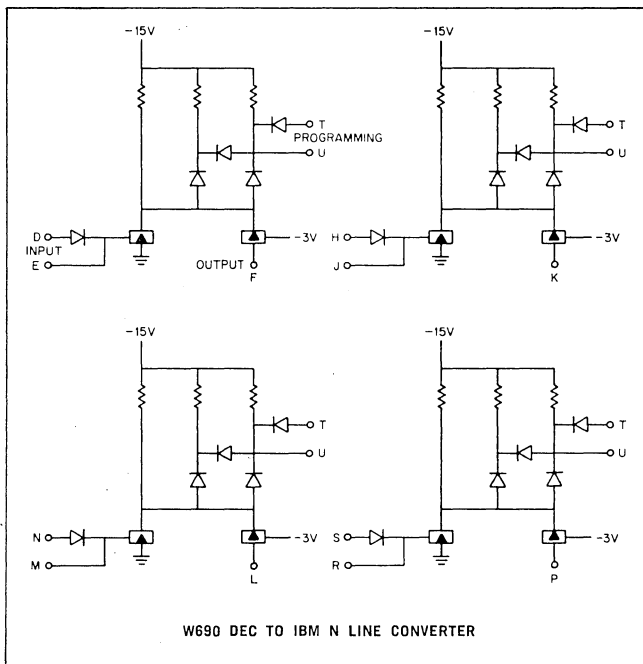 -15V
T
PROGRAMMING
U
D
INPUT
E
-3V
OUTPUT
F
-15V
T
U
H
J
-3V
K
-15V
T
U
N
M
-3V
L
-15V
T
U
S
R
-3V
P
W690 DEC TO IBM N LINE CONVERTER